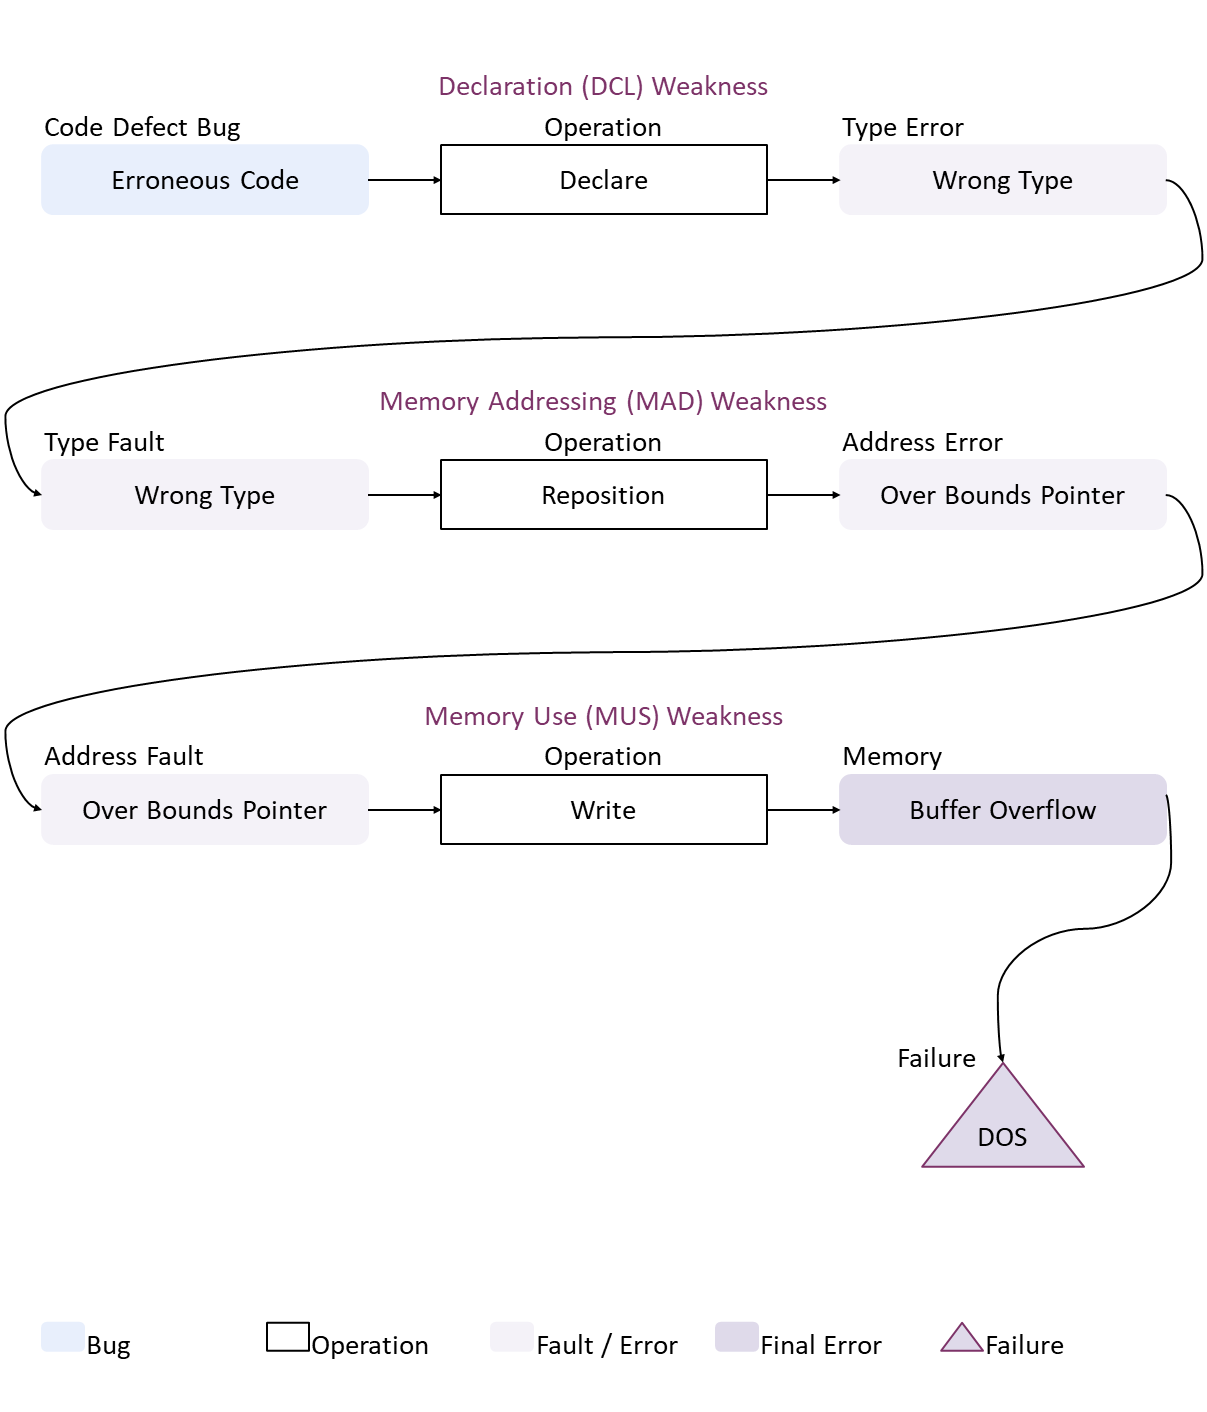 Declaration (DCL) Weakness
Code Defect Bug
Operation
Type Error
Erroneous Code
Declare
Wrong Type
Memory Addressing (MAD) Weakness
Type Fault
Operation
Address Error
Wrong Type
Reposition
Over Bounds Pointer
Memory Use (MUS) Weakness
Address Fault
Operation
Memory
Over Bounds Pointer
Write
Buffer Overflow
Failure
DOS
Bug
Operation
Fault / Error
Final Error
Failure